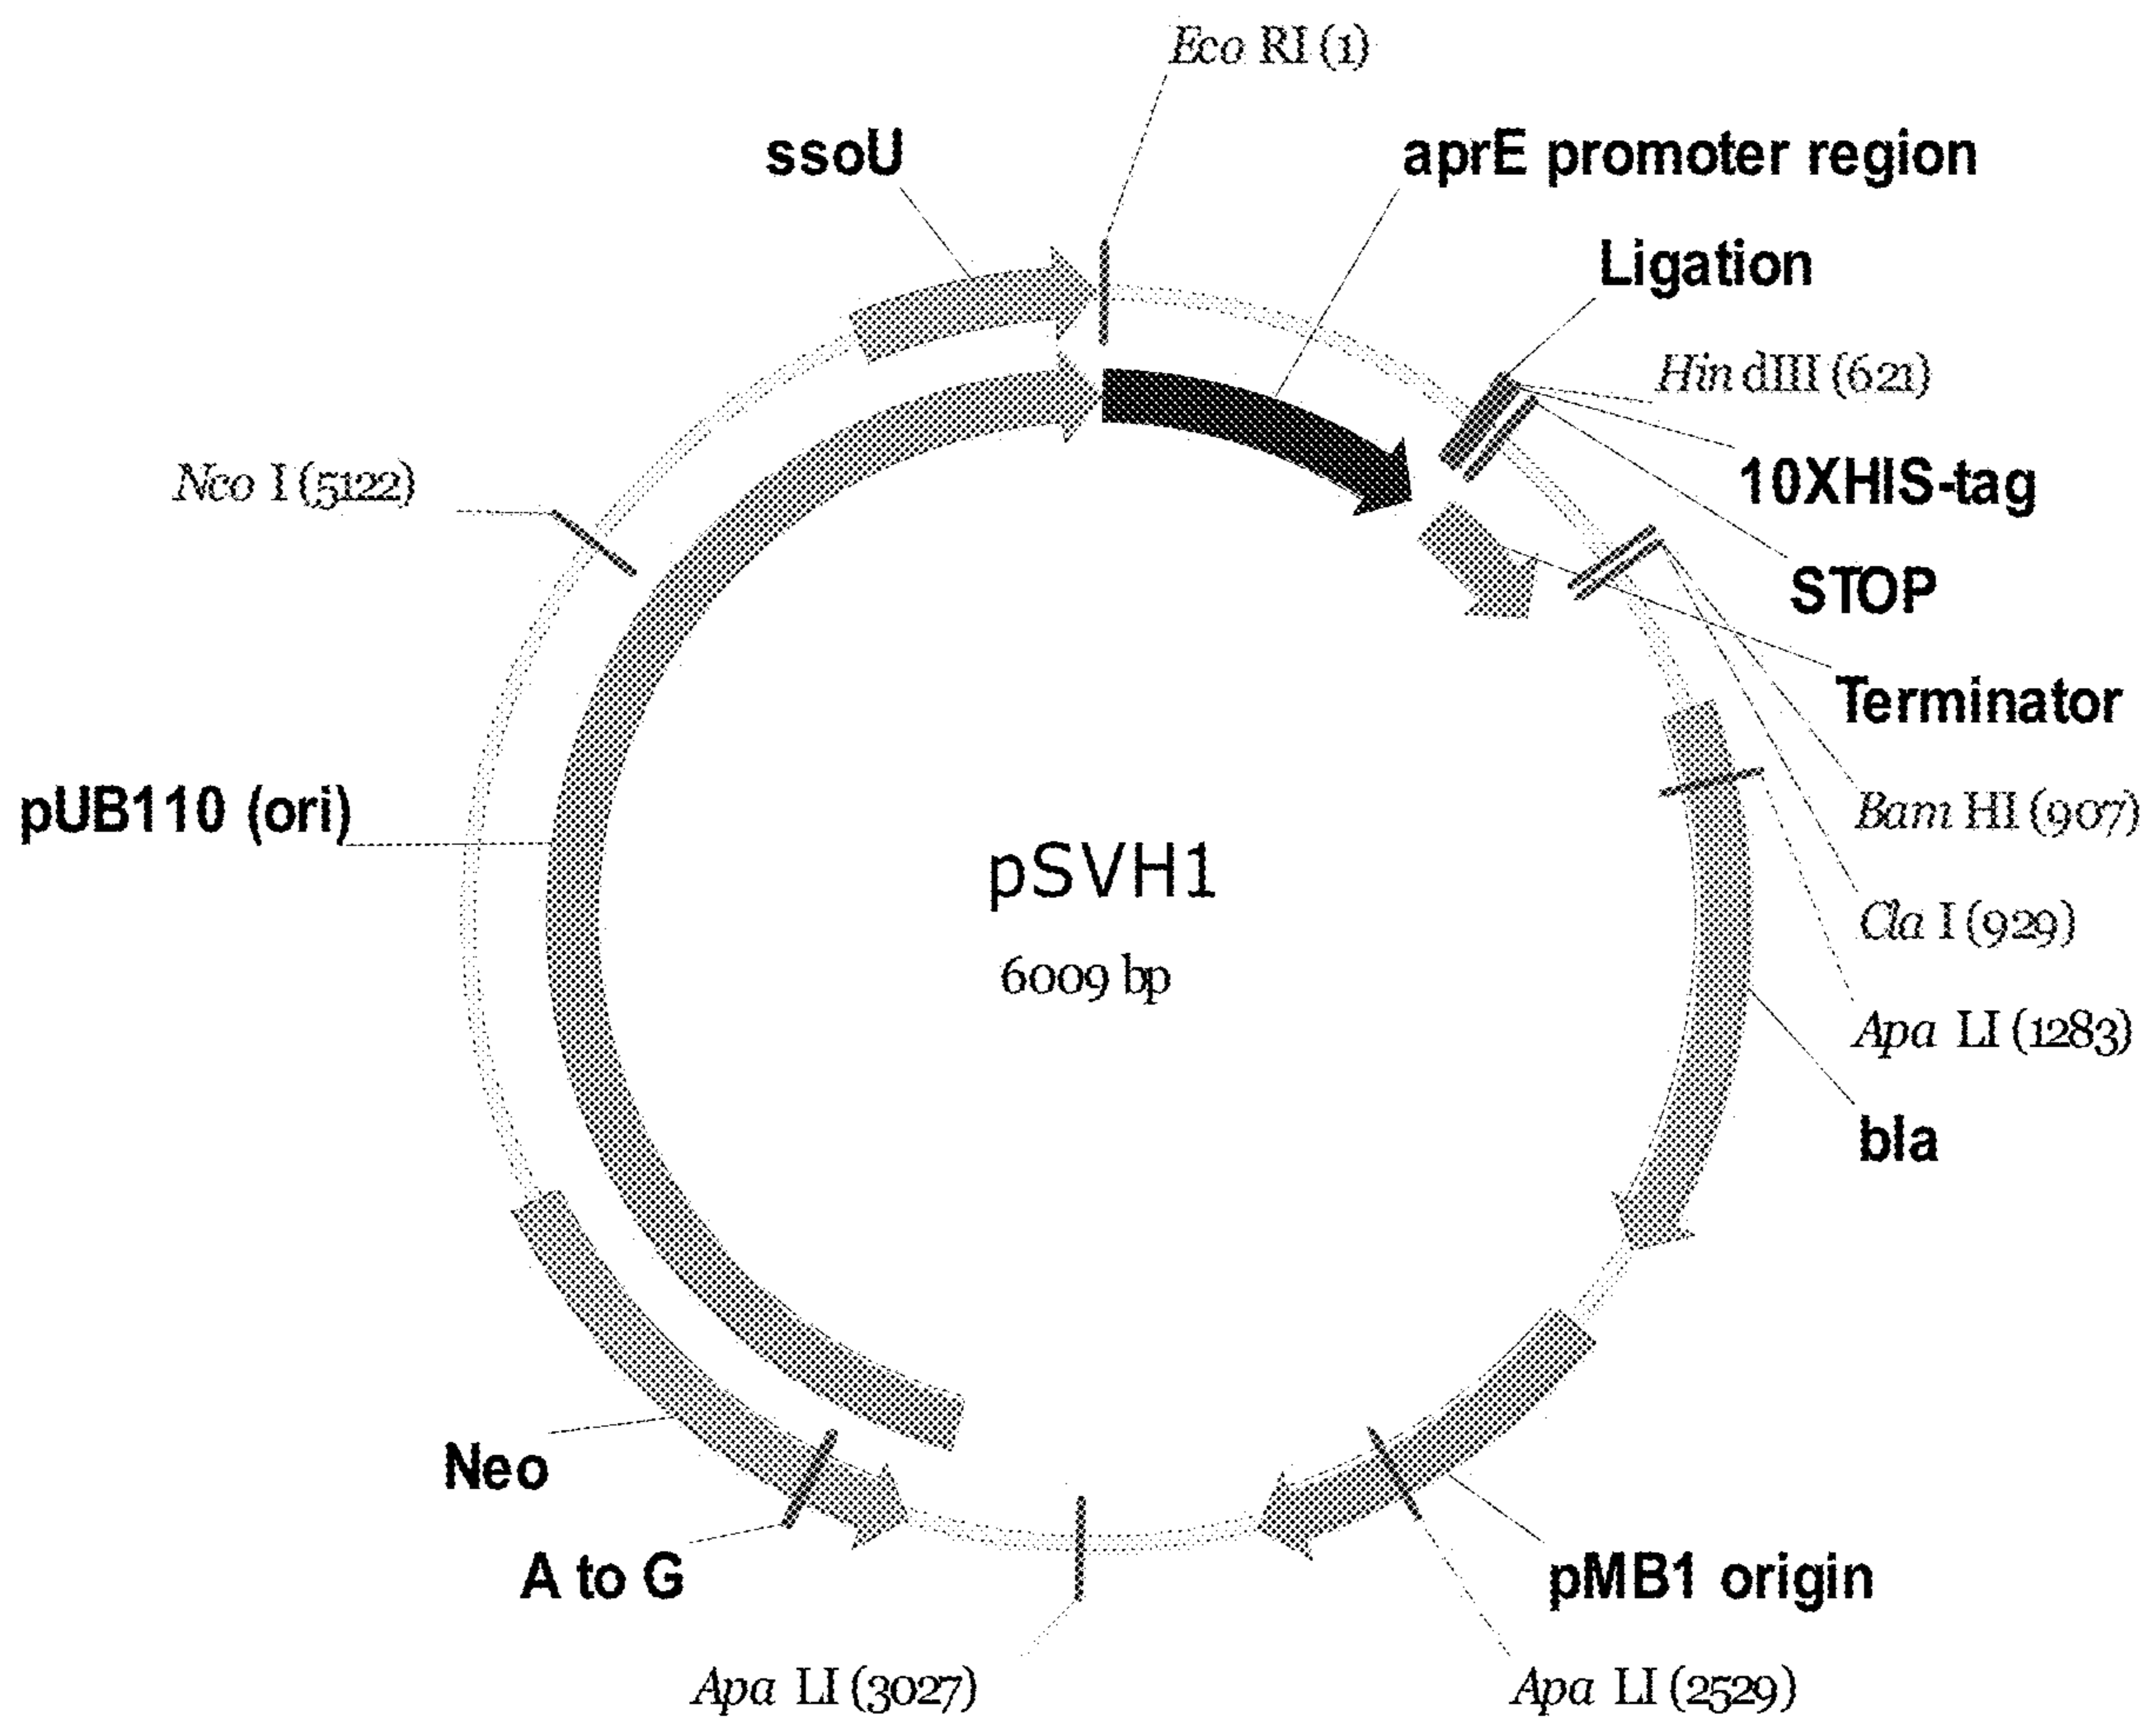 Eco RI (1)
ssoU
aprE promoter region
Ligation
Hin dIII (621)
Nco I (5122)
10XHIS-tag
STOP
Terminator
pUB110 (ori)
Bam HI (907)
pSVH1
Cla I (929)
6009 bp
Apa LI (1283)
bla
Neo
A to G
pMB1 origin
Apa LI (3027)
Apa LI (2529)